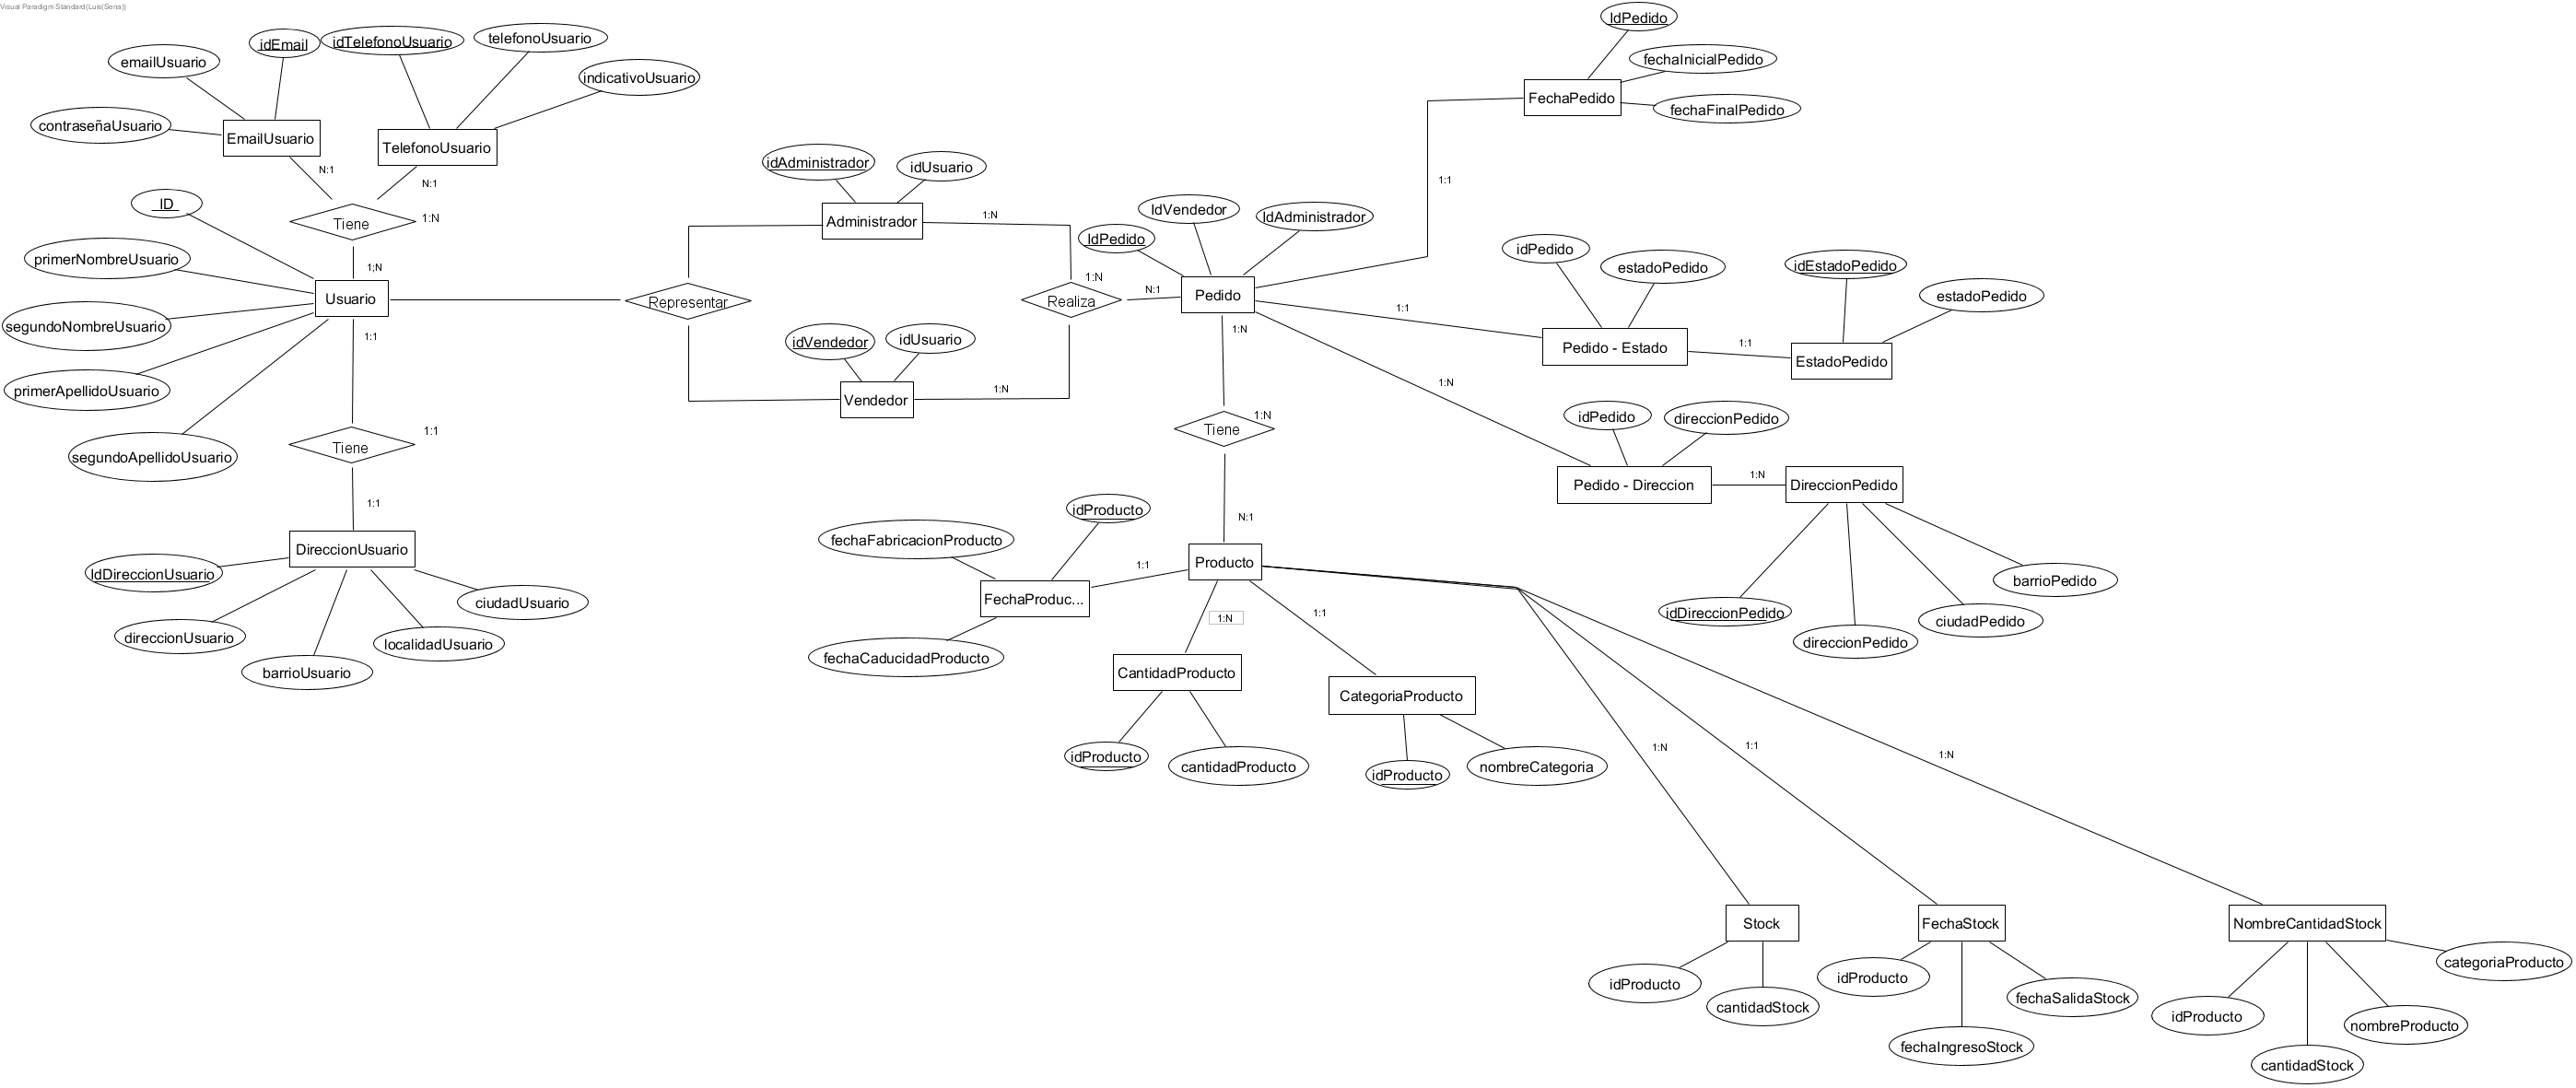 Visual Paradigm Standard(Luis(Sena))
idEmail
idTelefonoUsuario
telefonoUsuario
emailUsuario
indicativoUsuario
contraseñaUsuario
EmailUsuario
TelefonoUsuario
N:1
N:1
ID
Tiene
1:N
primerNombreUsuario
1;N
Usuario
segundoNombreUsuario
1:1
primerApellidoUsuario
segundoApellidoUsuario
Tiene
1:1
1:1
DireccionUsuario
IdDireccionUsuario
direccionUsuario
barrioUsuario
localidadUsuario
ciudadUsuario
Representar
idAdministrador
idUsuario
Administrador
1:N
idVendedor
idUsuario
Vendedor
1:N
1:N
Realiza
N:1
IdPedido
IdVendedor
IdAdministrador
Pedido
1:1
IdPedido
fechaInicialPedido
fechaFinalPedido
FechaPedido
1:1
idPedido
estadoPedido
Pedido - Estado
1:1
idEstadoPedido
estadoPedido
EstadoPedido
1:N
idPedido
direccionPedido
Pedido - Direccion
1:N
DireccionPedido
idDireccionPedido
direccionPedido
ciudadPedido
barrioPedido
1:N
1:N
Tiene
N:1
Producto
1:1
idProducto
fechaFabricacionProducto
FechaProduc...
fechaCaducidadProducto
1:N
CantidadProducto
idProducto
cantidadProducto
1:1
CategoriaProducto
idProducto
nombreCategoria
1:N
1:1
1:N
Stock
idProducto
cantidadStock
FechaStock
idProducto
fechaIngresoStock
fechaSalidaStock
NombreCantidadStock
idProducto
cantidadStock
nombreProducto
categoriaProducto